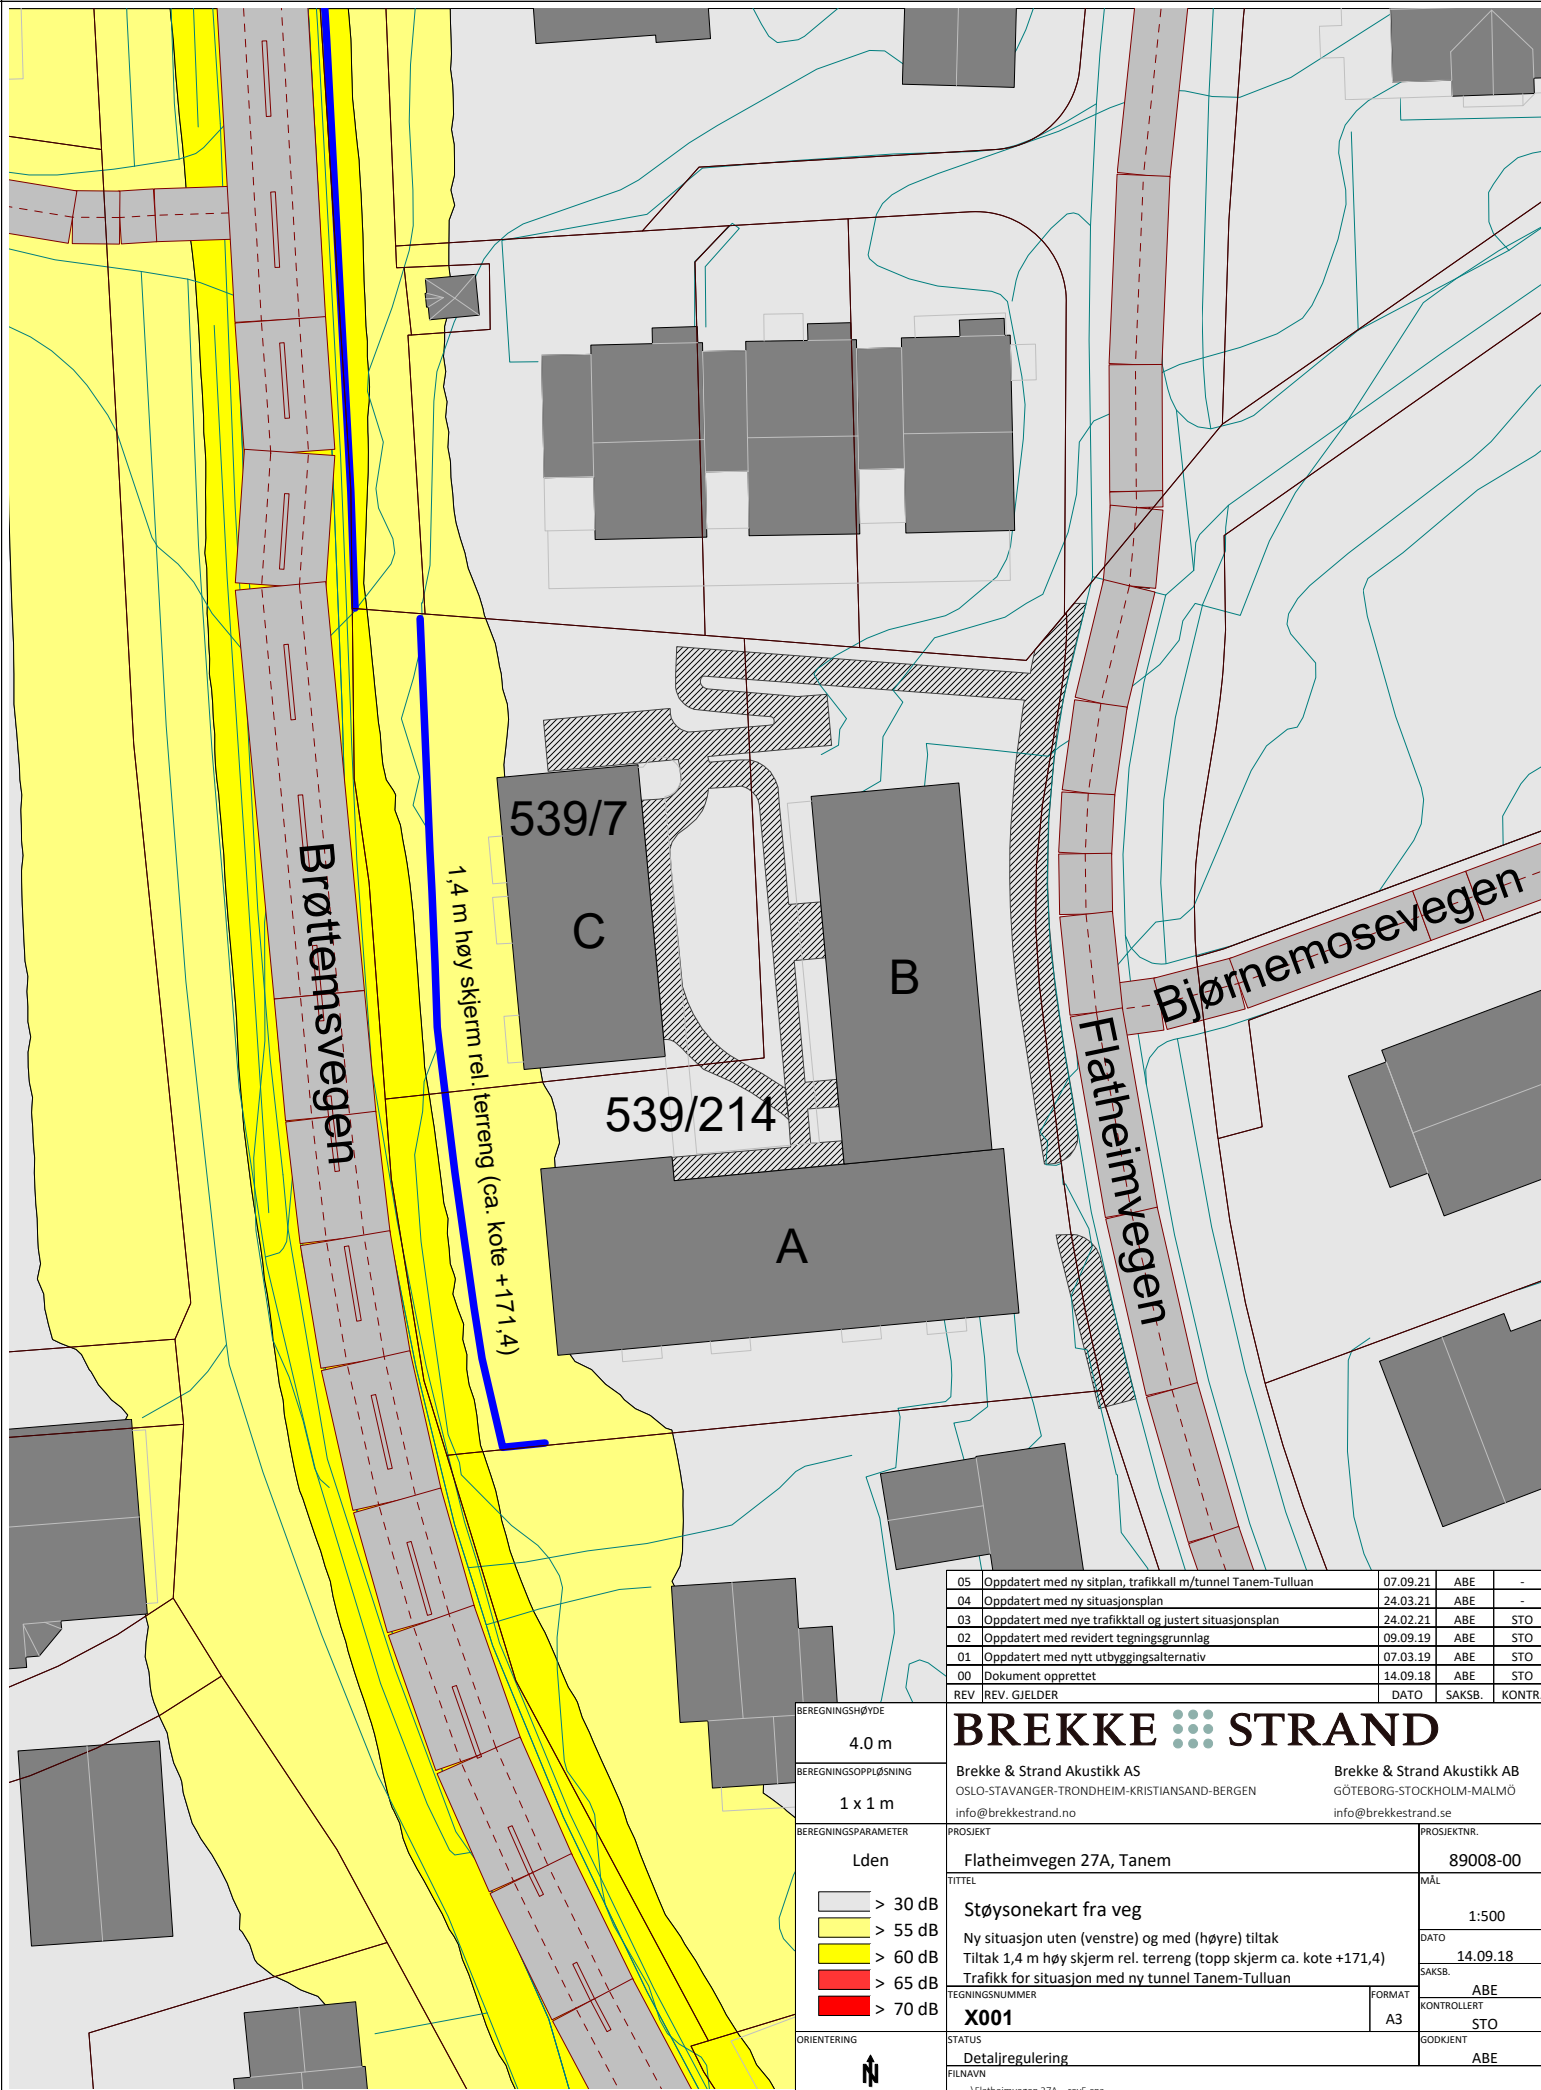 539/7
C
B
539/214
A
Brøttemsvegen
1,4 m høy skjerm rel. terreng (ca. kote +171,4)
Flatheimvegen
Bjørnemosevegen
05 Oppdatert med ny sitplan, trafikkall m/tunnel Tanem-Tulluan 07.09.21 ABE -
04 Oppdatert med ny situasjonsplan 24.03.21 ABE -
03 Oppdatert med nye trafikktall og justert situasjonsplan 24.02.21 ABE STO
02 Oppdatert med revidert tegningsgrunnlag 09.09.19 ABE STO
01 Oppdatert med nytt utbyggingsalternativ 07.03.19 ABE STO
00 Dokument opprettet 14.09.18 ABE STO
REV REV. GJELDER DATO SAKSB. KONTR.
BEREGNINGSHØYDE
4.0 m
BEREGNINGSOPPLØSNING
1 x 1 m
BEREGNINGSPARAMETER
Lden
> 30 dB
> 55 dB
> 60 dB
> 65 dB
> 70 dB
ORIENTERING
N
BREKKE STRAND
Brekke & Strand Akustikk AS
OSLO-STAVANGER-TRONDHEIM-KRISTIANSAND-BERGEN
info@brekkestrand.no
Brekke & Strand Akustikk AB
GÖTEBORG-STOCKHOLM-MALMÖ
info@brekkestrand.se
PROSJEKT
Flatheimvegen 27A, Tanem
PROSJEKTNR.
89008-00
TITTEL
Støysonekart fra veg
Ny situasjon uten (venstre) og med (høyre) tiltak
Tiltak 1,4 m høy skjerm rel. terreng (topp skjerm ca. kote +171,4)
Trafikk for situasjon med ny tunnel Tanem-Tulluan
MÅL
1:500
DATO
14.09.18
SAKSB.
ABE
TEGNINGSNUMMER
X001
FORMAT
A3
KONTROLLERT
STO
STATUS
Detaljregulering
GODKJENT
ABE
FILNAVN